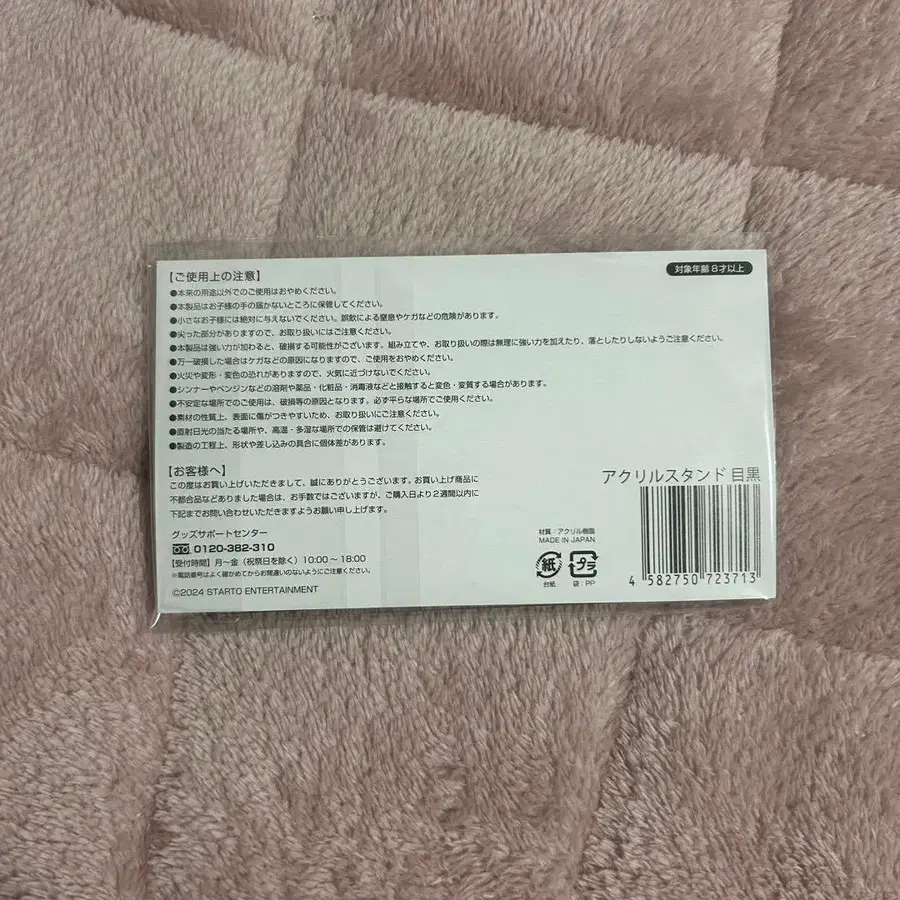 【ご使用上の注意】
対象年齢8才以上
●本来の用途以外でのご使用はおやめください。
●本製品はお子様の手の届かないところに保管してください。
●小さなお子様には絶対に与えないでください。誤飲による窒息やケガなどの危険があります。
●尖った部分がありますので、お取り扱いにはご注意ください。
●本製品は強い力が加わると、破損する可能性がございます。組み立てや、お取り扱いの際は無理に強い力を加えたり、落としたりしないようご注意ください。
●万一破損した場合はケガなどの原因になりますので、ご使用をおやめください。
●火災や変形・変色の恐れがありますので、火気に近づけないでください。
●シンナーやベンジンなどの溶剤や薬品・化粧品・消毒液などと接触すると変色・変質する場合があります。
●不安定な場所でのご使用は、破損等の原因となります。必ず平らな場所でご使用ください。
●素材の性質上、表面に傷がつきやすいため、お取り扱いにご注意ください。
●直射日光の当たる場所や、高温・多湿な場所での保管は避けてください。
●製造の工程上、形状や差し込みの具合に個体差があります。
【お客様へ】
この度はお買い上げいただきまして、誠にありがとうございます。お買い上げ商品に
不都合品などありました場合は、お手数ではございますが、ご購入日より2週間以内に
下記までお問い合わせいただきますようお願い申し上げます。
グッズサポートセンター
0120-382-310
【受付時間】月～金（祝祭日を除く）10:00～18:00
※電話番号はよく確かめてからお間違いのないようにご注意ください。
©2024 STARTO ENTERTAINMENT
材質：アクリル樹脂
MADE IN JAPAN
紙
台紙
プラ
袋：PP
アクリルスタンド 目黒
4 582750 723713